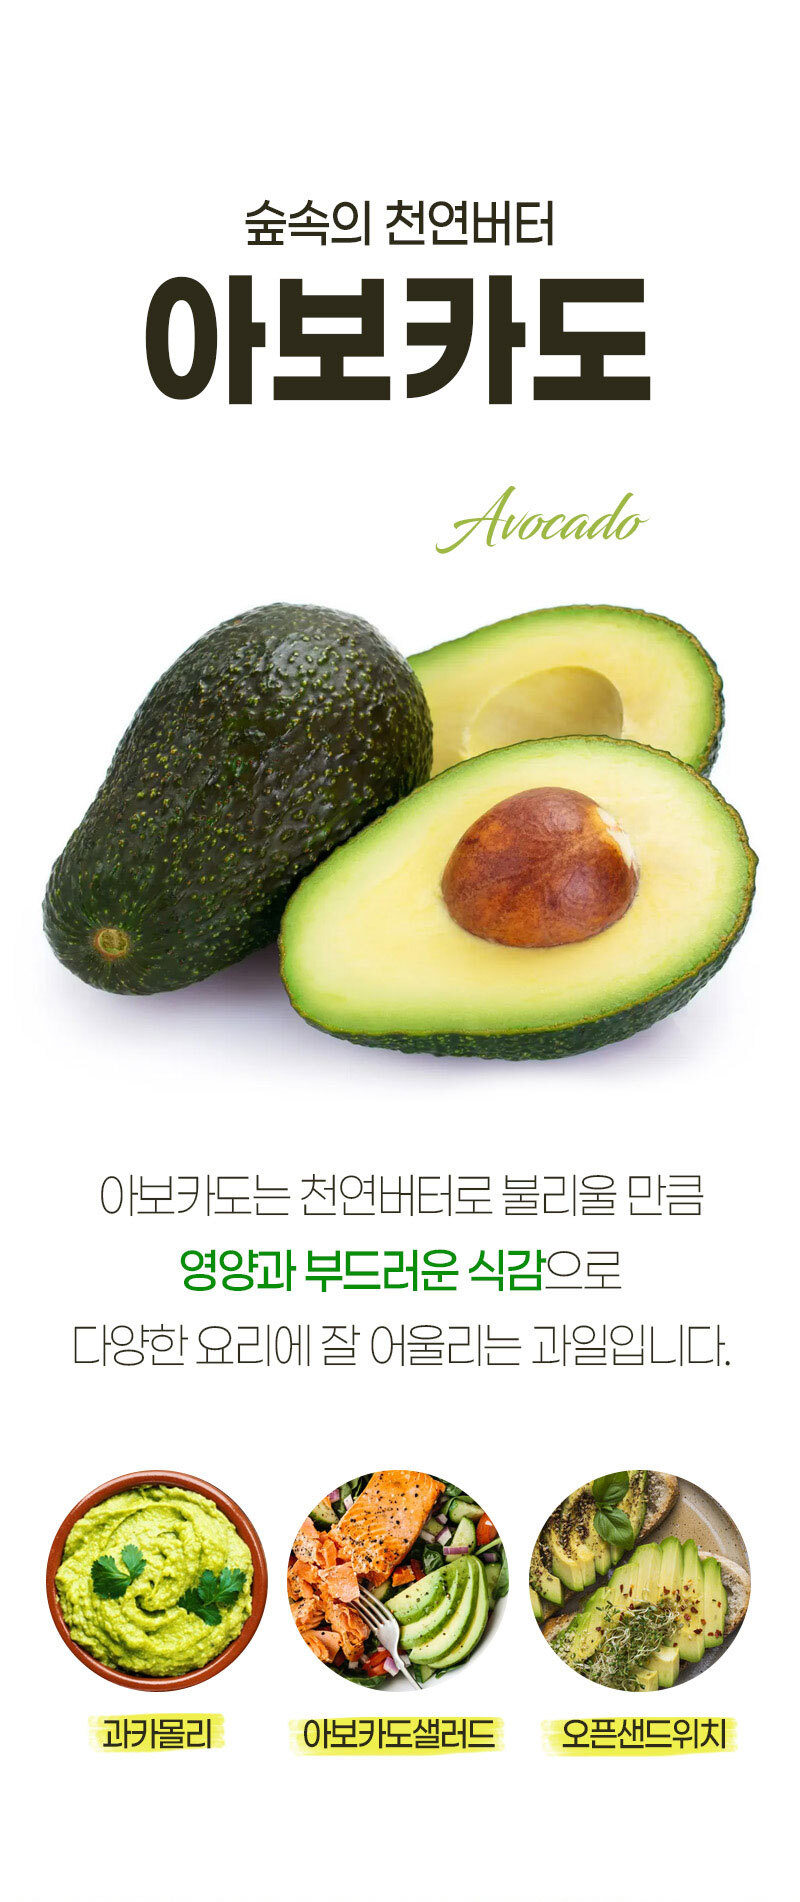 숲속의 천연버터
아보카도
Avocado
아보카도는 천연버터로 불리울 만큼
영양과 부드러운 식감으로
다양한 요리에 잘 어울리는 과일입니다.
과카몰리
아보카도샐러드
오픈샌드위치